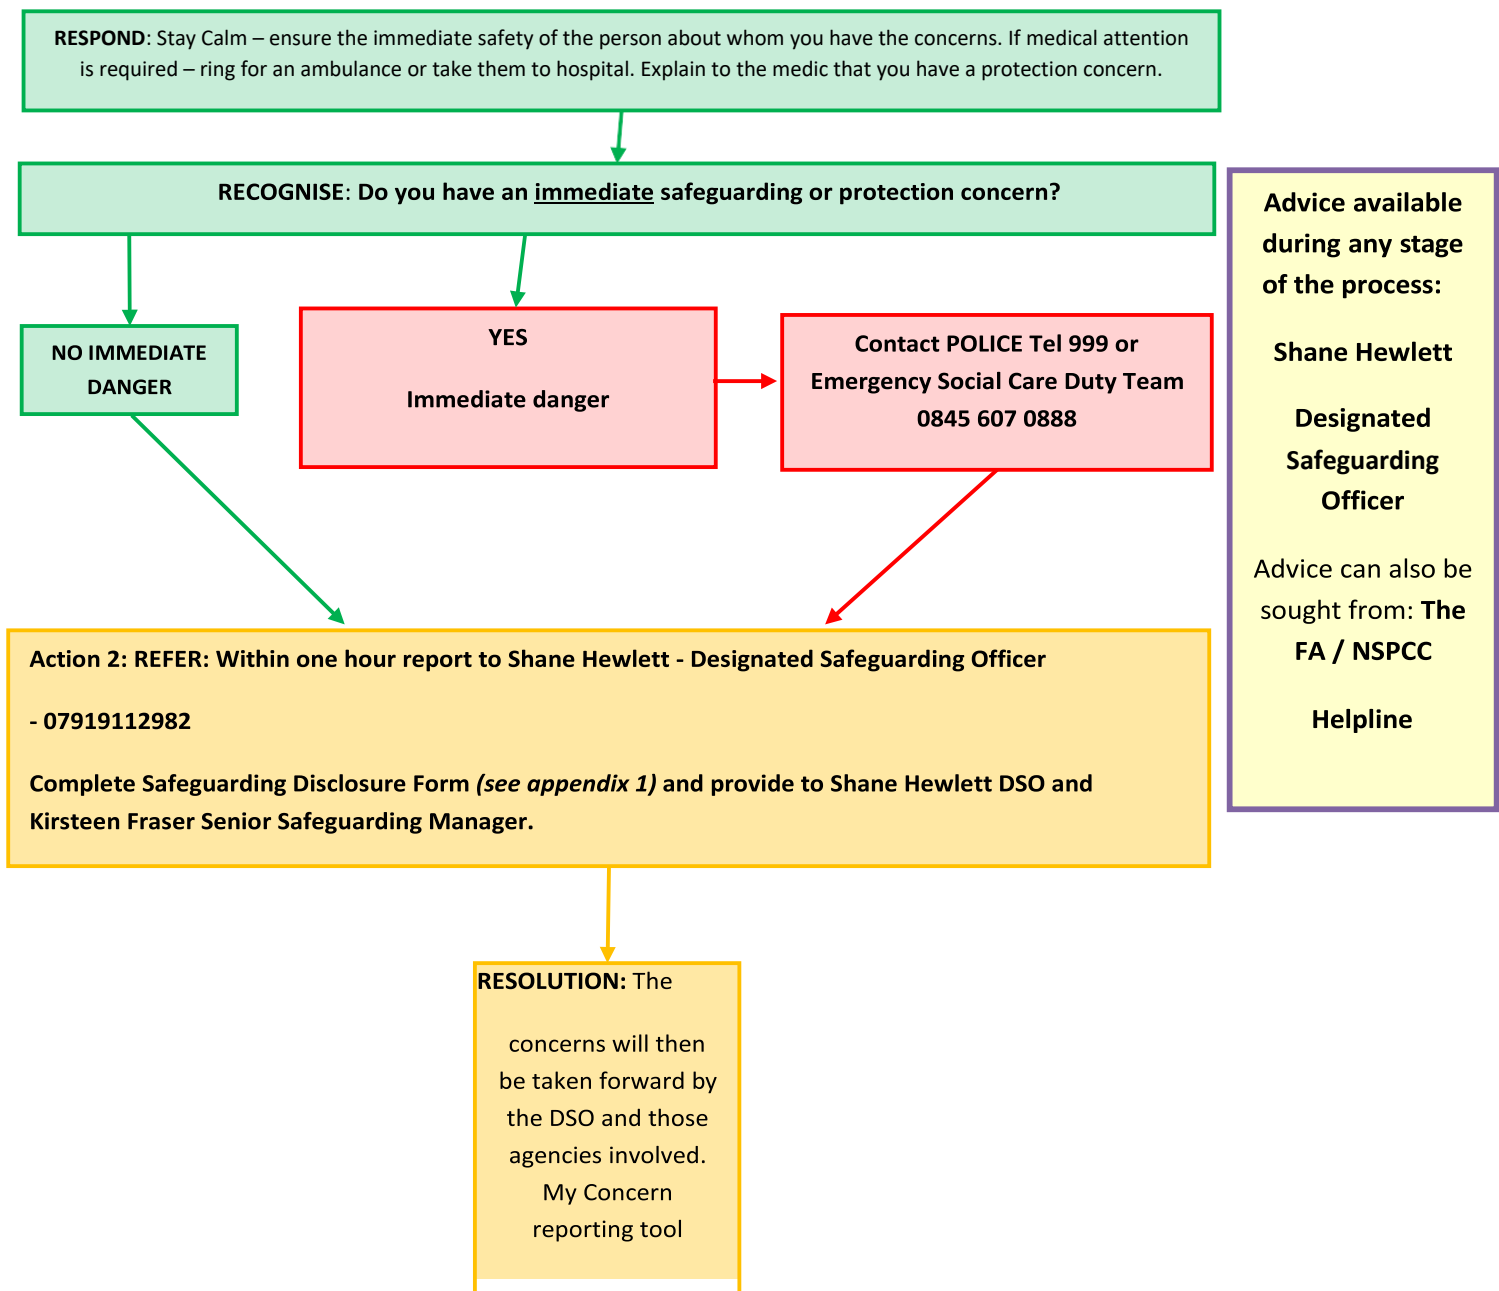 RESPOND: Stay Calm – ensure the immediate safety of the person about whom you have the concerns. If medical attention
is required – ring for an ambulance or take them to hospital. Explain to the medic that you have a protection concern.
RECOGNISE: Do you have an immediate safeguarding or protection concern?
NO IMMEDIATE
DANGER
YES
Immediate danger
Contact POLICE Tel 999 or
Emergency Social Care Duty Team
0845 607 0888
Advice available
during any stage
of the process:
Shane Hewlett
Designated
Safeguarding
Officer
Advice can also be
sought from: The
FA / NSPCC
Helpline
Action 2: REFER: Within one hour report to Shane Hewlett - Designated Safeguarding Officer
- 07919112982
Complete Safeguarding Disclosure Form (see appendix 1) and provide to Shane Hewlett DSO and
Kirsteen Fraser Senior Safeguarding Manager.
RESOLUTION: The
concerns will then
be taken forward by
the DSO and those
agencies involved.
My Concern
reporting tool